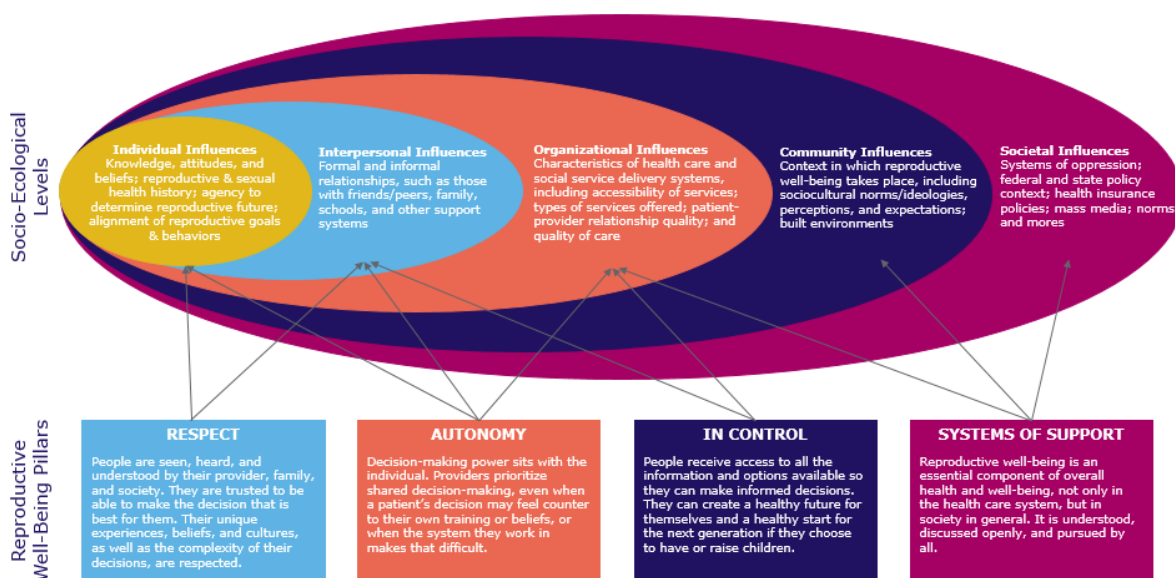 Socio-Ecological
Levels
Individual Influences
Knowledge, attitudes, and
beliefs; reproductive & sexual
health history; agency to
determine reproductive future;
alignment of reproductive goals
& behaviors
Interpersonal Influences
Formal and informal
relationships, such as those
with friends/peers, family,
schools, and other support
systems
Organizational Influences
Characteristics of health care and
social service delivery systems,
including accessibility of services;
types of services offered; patient-
provider relationship quality; and
quality of care
Community Influences
Context in which reproductive
well-being takes place, including
sociocultural norms/ideologies,
perceptions, and expectations;
built environments
Societal Influences
Systems of oppression;
federal and state policy
context; health insurance
policies; mass media; norms
and mores
Reproductive
Well-Being Pillars
RESPECT
People are seen, heard, and
understood by their provider, family,
and society. They are trusted to be
able to make the decision that is
best for them. Their unique
experiences, beliefs, and cultures,
as well as the complexity of their
decisions, are respected.
AUTONOMY
Decision-making power sits with the
individual. Providers prioritize
shared decision-making, even when
a patient's decision may feel counter
to their own training or beliefs, or
when the system they work in
makes that difficult.
IN CONTROL
People receive access to all the
information and options available so
they can make informed decisions.
They can create a healthy future for
themselves and a healthy start for
the next generation if they choose
to have or raise children.
SYSTEMS OF SUPPORT
Reproductive well-being is an
essential component of overall
health and well-being, not only in
the health care system, but in
society in general. It is understood,
discussed openly, and pursued by
all.